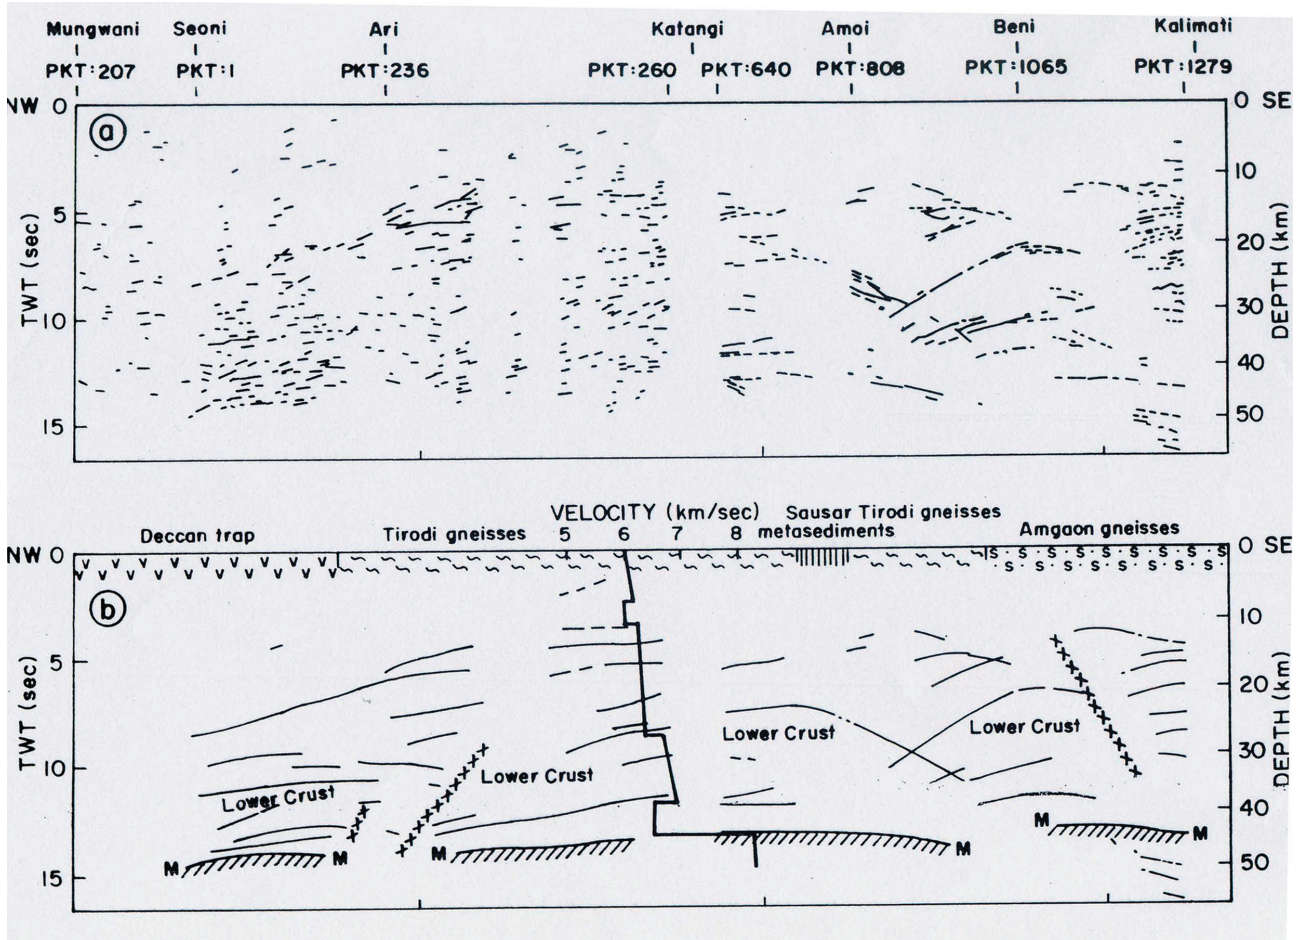 Mungwani Seoni Ari Katangi Amoi Beni Kalimati
PKT:207 PKT:1 PKT:236 PKT:260 PKT:640 PKT:808 PKT:1065 PKT:1279
NW 0 0 SE
a
10
5
20
TWT (sec)
DEPTH (km)
30
10
40
50
15
VELOCITY (km/sec) Sausar Tirodi gneisses
Deccan trap Tirodi gneisses 5 6 7 8 metasediments Amgaon gneisses
NW 0 0 SE
b
10
5
20
TWT (sec)
DEPTH (km)
Lower Crust Lower Crust
30
10 Lower Crust
Lower Crust
40
M M M M M M
50
15